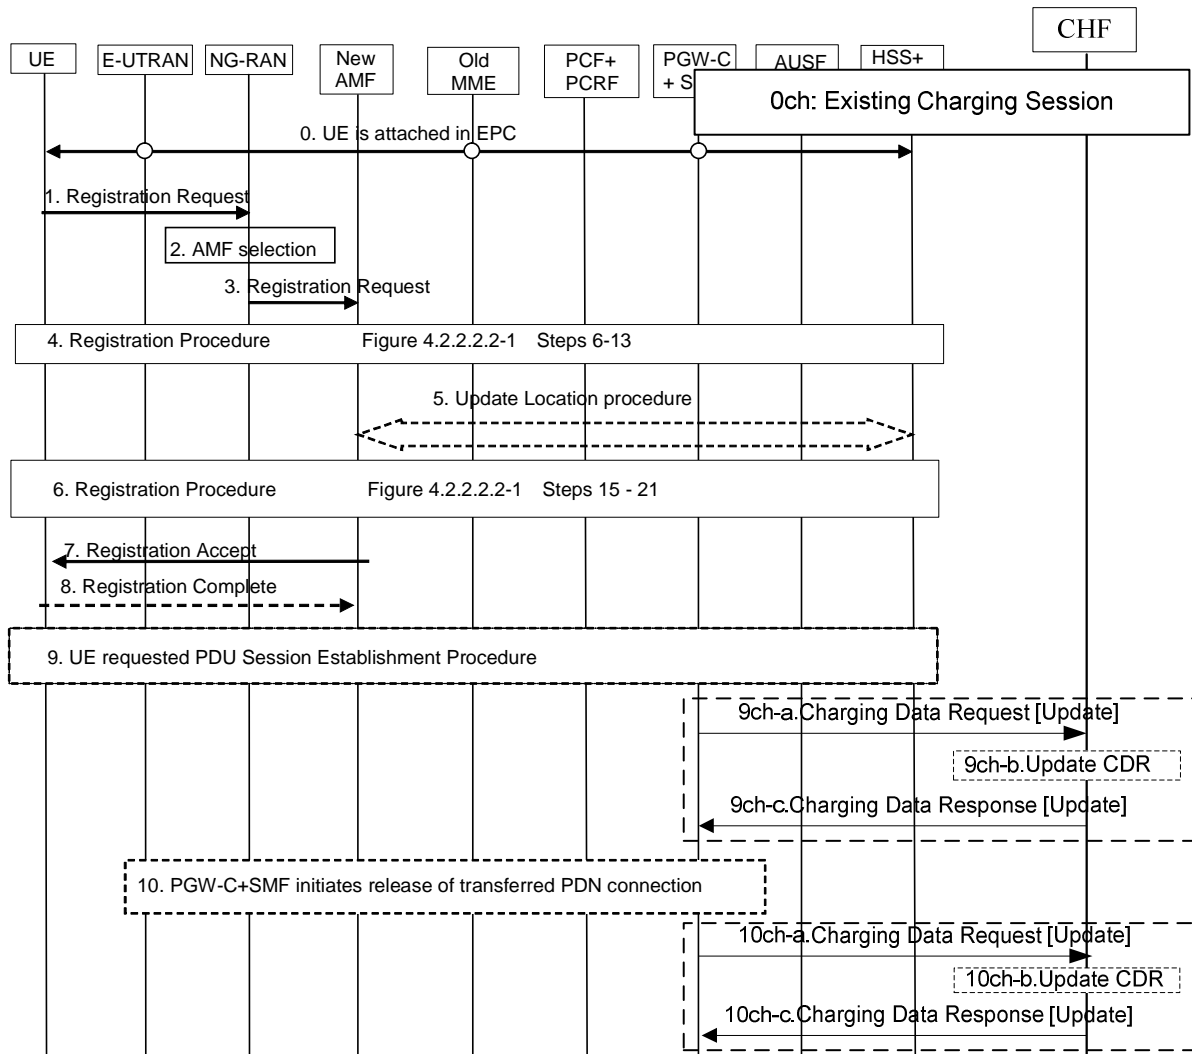 CHF
UE
E-UTRAN
NG-RAN
New
AMF
Old
MME
PCF+
PCRF
PGW-C
+ S
AUSF
HSS+
0ch: Existing Charging Session
0. UE is attached in EPC
1. Registration Request
2. AMF selection
3. Registration Request
4. Registration Procedure Figure 4.2.2.2.2-1 Steps 6-13
5. Update Location procedure
6. Registration Procedure Figure 4.2.2.2.2-1 Steps 15 - 21
7. Registration Accept
8. Registration Complete
9. UE requested PDU Session Establishment Procedure
9ch-a.Charging Data Request [Update]
9ch-b.Update CDR
9ch-c.Charging Data Response [Update]
10. PGW-C+SMF initiates release of transferred PDN connection
10ch-a.Charging Data Request [Update]
10ch-b.Update CDR
10ch-c.Charging Data Response [Update]